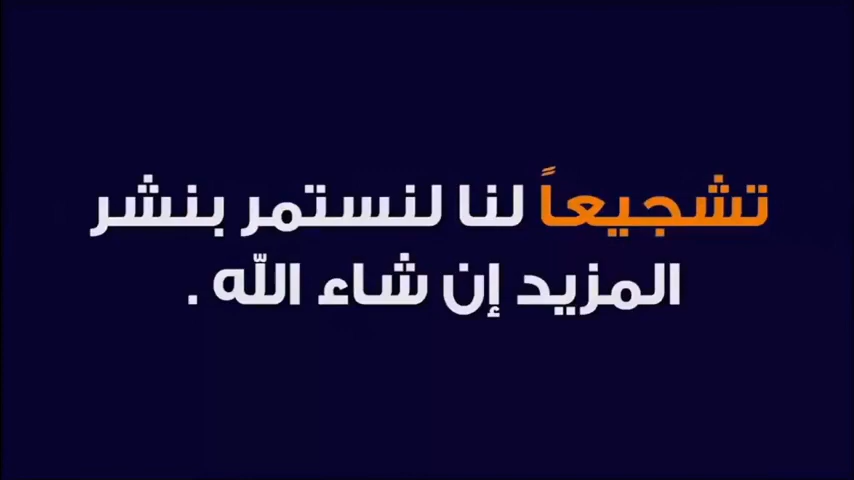 تشجيعاً لنا لنستمر بنشر
المزيد إن شاء الله .